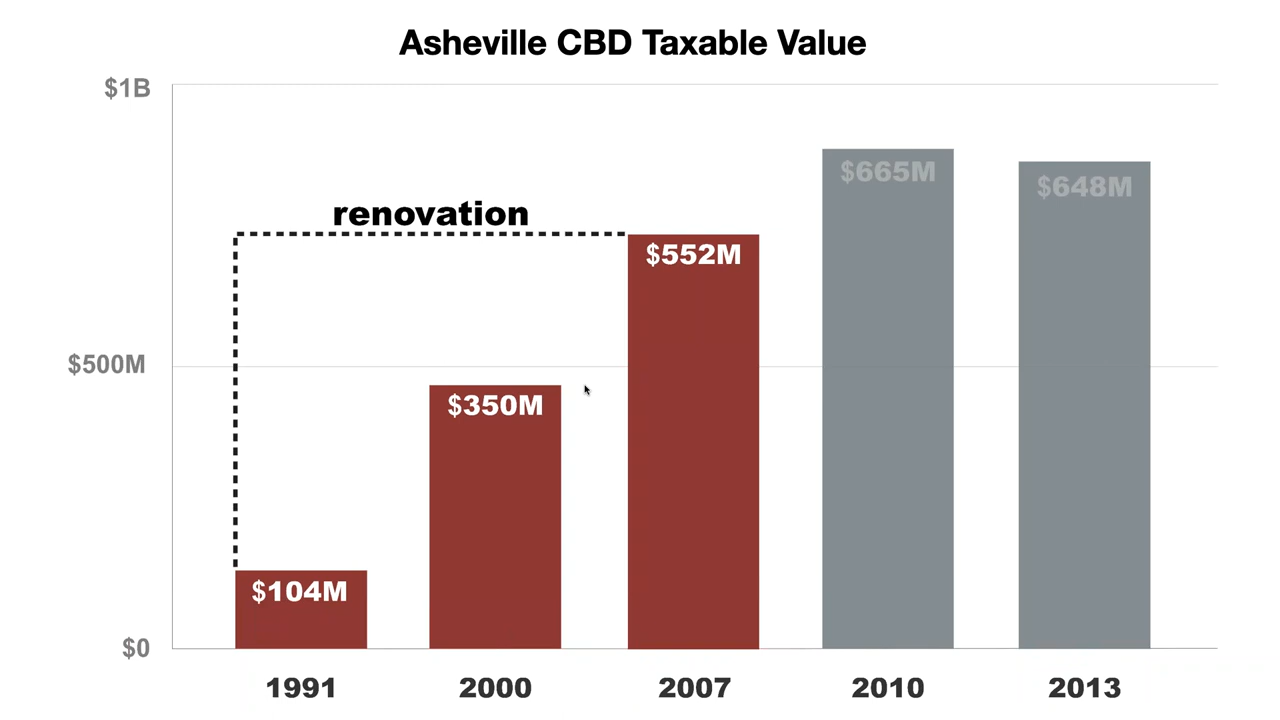 Asheville CBD Taxable Value
$1B
$665M
$648M
renovation
$552M
$500M
$350M
$104M
$0
1991 2000 2007 2010 2013